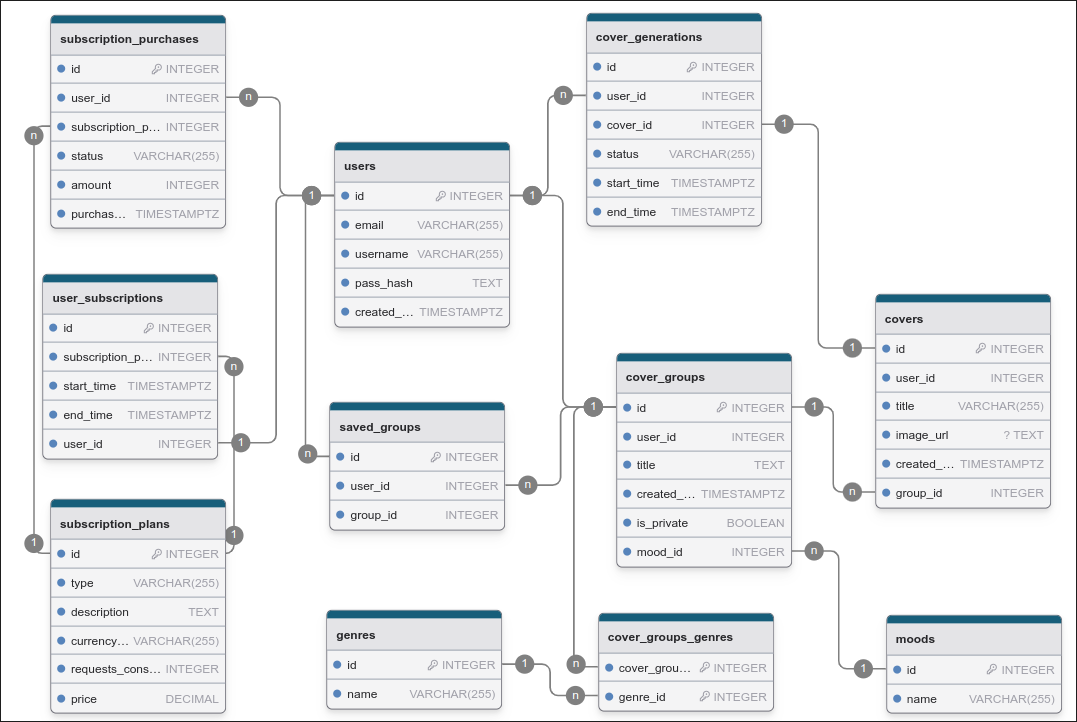 subscription_purchases
id INTEGER
user_id INTEGER
subscription_p... INTEGER
status VARCHAR(255)
amount INTEGER
purchas... TIMESTAMPTZ
n
n
cover_generations
id INTEGER
user_id INTEGER
cover_id INTEGER
status VARCHAR(255)
start_time TIMESTAMPTZ
end_time TIMESTAMPTZ
n
1
users
id INTEGER
email VARCHAR(255)
username VARCHAR(255)
pass_hash TEXT
created_... TIMESTAMPTZ
1
1
user_subscriptions
id INTEGER
subscription_p... INTEGER
start_time TIMESTAMPTZ
end_time TIMESTAMPTZ
user_id INTEGER
n
1
covers
id INTEGER
user_id INTEGER
title VARCHAR(255)
image_url ? TEXT
created_... TIMESTAMPTZ
group_id INTEGER
1
n
cover_groups
id INTEGER
user_id INTEGER
title TEXT
created_... TIMESTAMPTZ
is_private BOOLEAN
mood_id INTEGER
1
1
n
saved_groups
id INTEGER
user_id INTEGER
group_id INTEGER
n
n
subscription_plans
id INTEGER
type VARCHAR(255)
description TEXT
currency... VARCHAR(255)
requests_cons... INTEGER
price DECIMAL
1
1
genres
id INTEGER
name VARCHAR(255)
1
cover_groups_genres
cover_grou... INTEGER
genre_id INTEGER
n
n
moods
id INTEGER
name VARCHAR(255)
1